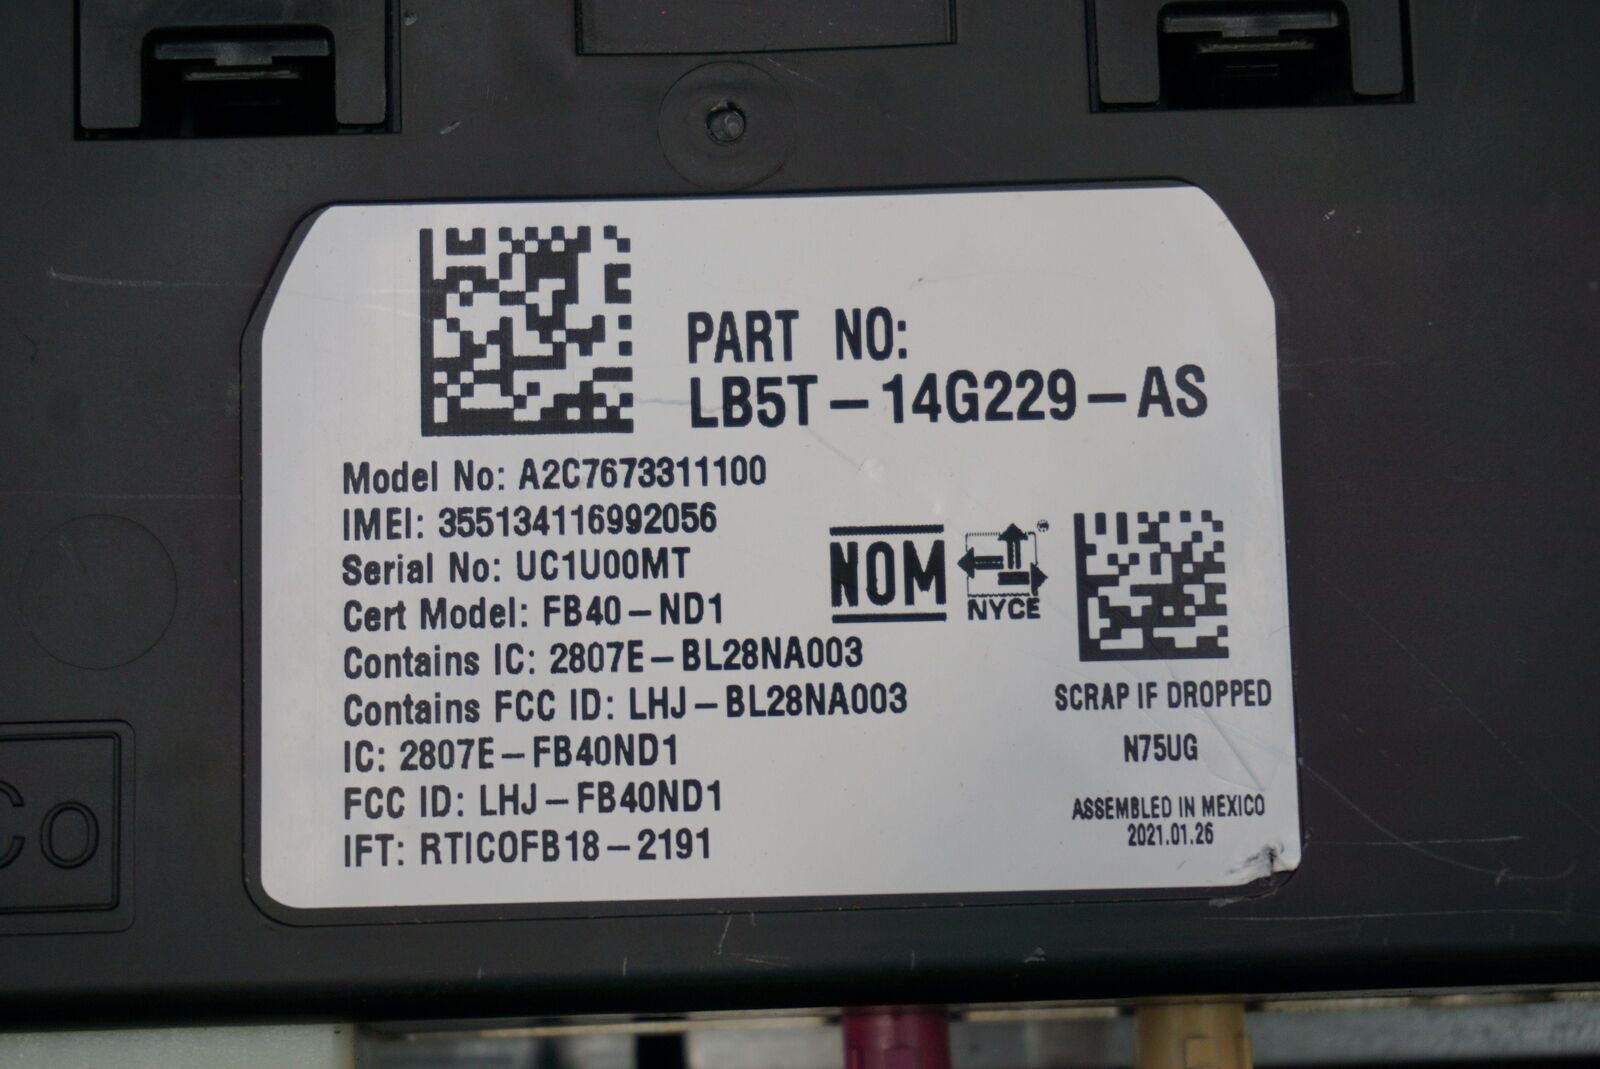 PART NO:
LB5T-14G229-AS
Model No: A2C7673311100
IMEI: 355134116992056
Serial No: UC1U00MT
Cert Model: FB40-ND1
Contains IC: 2807E-BL28NA003
Contains FCC ID: LHJ-BL28NA003
IC: 2807E-FB40ND1
FCC ID: LHJ-FB40ND1
IFT: RTICOFB18-2191
NOM
NYCE
SCRAP IF DROPPED
N75UG
ASSEMBLED IN MEXICO
2021.01.26